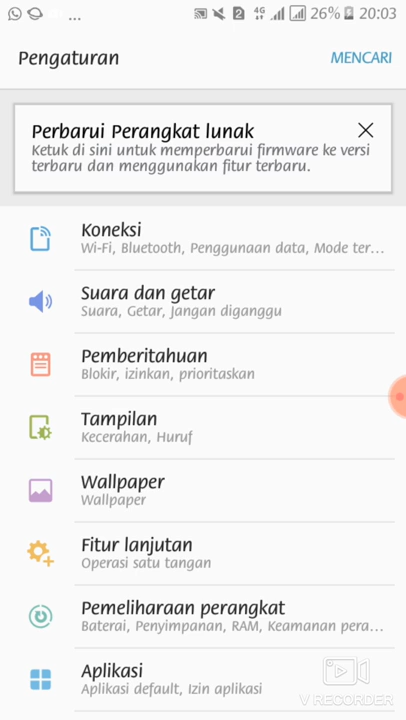 ... 2 4G 26% 20:03
Pengaturan MENCARI
Perbarui Perangkat lunak
Ketuk di sini untuk memperbarui firmware ke versi
terbaru dan menggunakan fitur terbaru.
Koneksi
Wi-Fi, Bluetooth, Penggunaan data, Mode ter...
Suara dan getar
Suara, Getar, Jangan diganggu
Pemberitahuan
Blokir, izinkan, prioritaskan
Tampilan
Kecerahan, Huruf
Wallpaper
Wallpaper
Fitur lanjutan
Operasi satu tangan
Pemeliharaan perangkat
Baterai, Penyimpanan, RAM, Keamanan pera...
Aplikasi
Aplikasi default, Izin aplikasi
V RECORDER